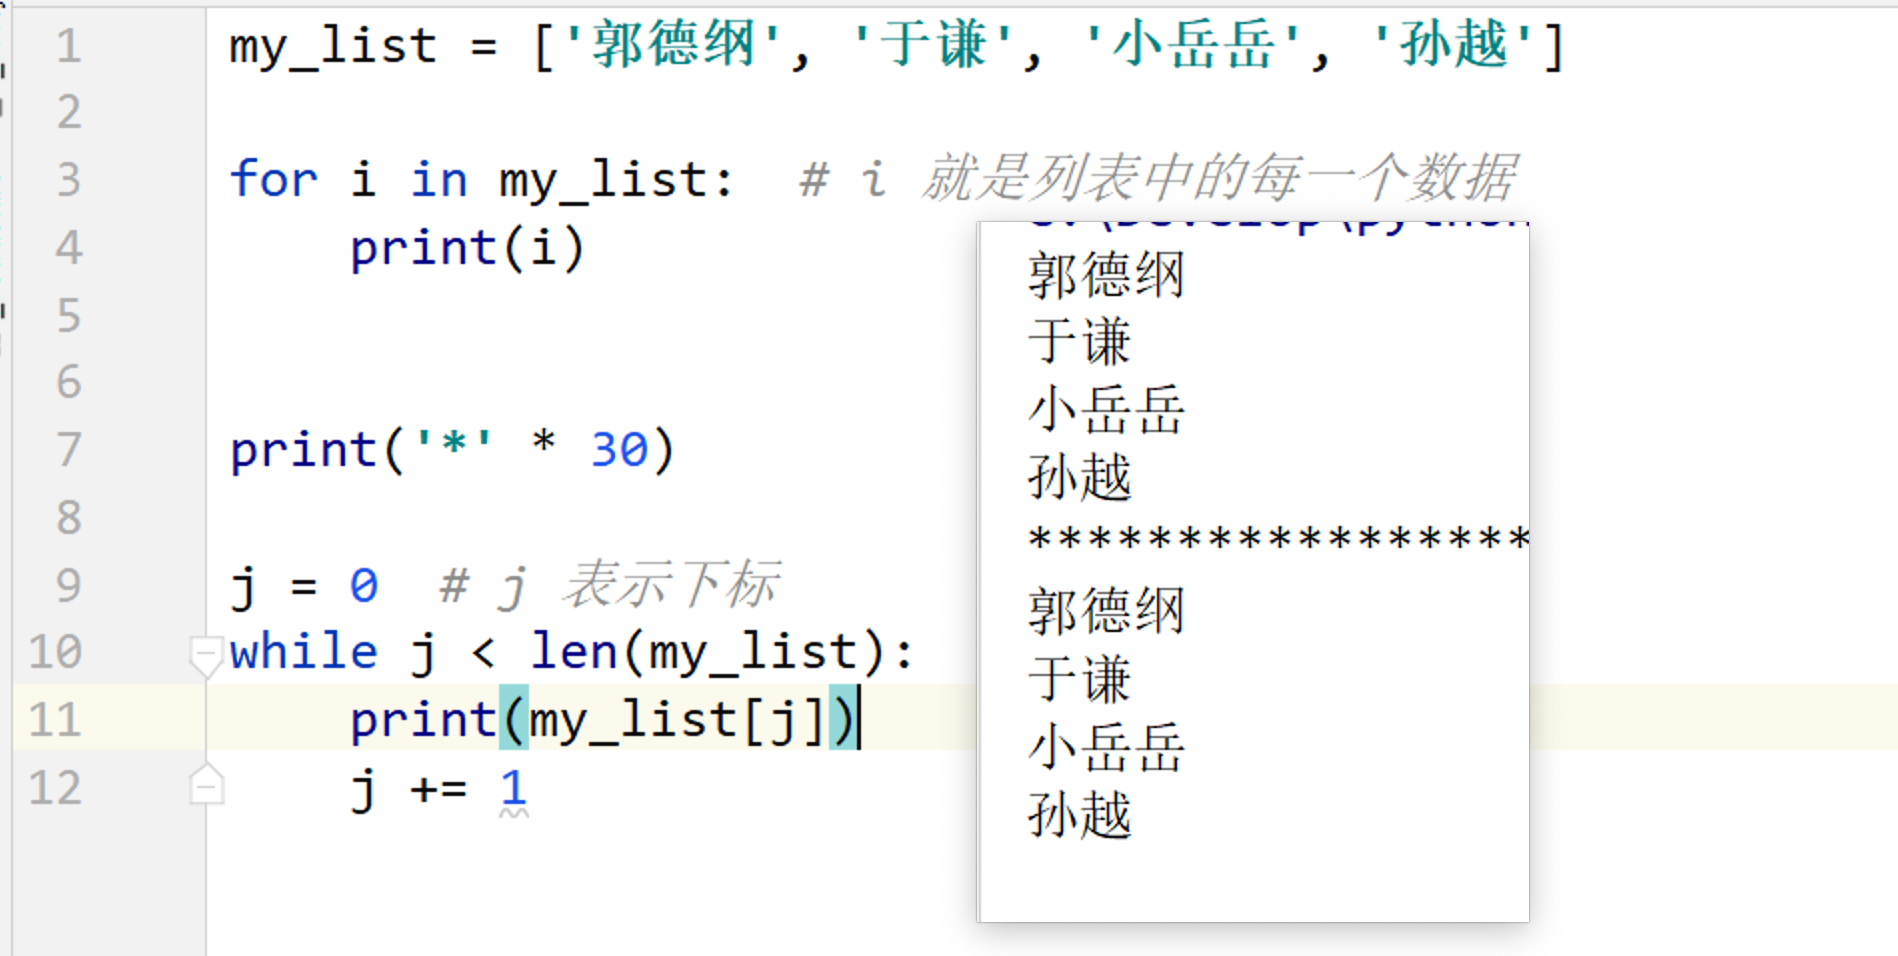 1 my_list = ['郭德纲', '于谦', '小岳岳', '孙越']
2
3 for i in my_list:  # i 就是列表中的每一个数据
4     print(i)
5
6
7 print('*' * 30)
8
9 j = 0  # j 表示下标
10 while j < len(my_list):
11     print(my_list[j])
12     j += 1
郭德纲
于谦
小岳岳
孙越
*****************
郭德纲
于谦
小岳岳
孙越